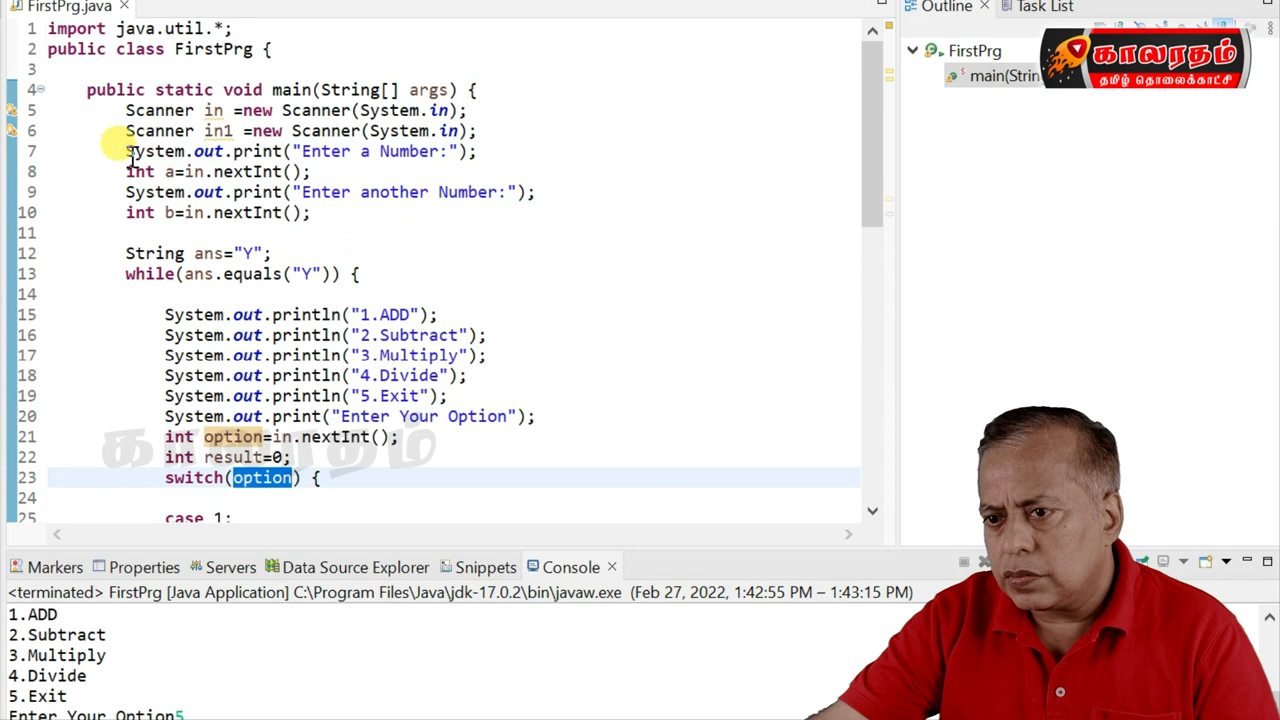 FirstPrg.java
Outline
Task List
1 import java.util.*;
2 public class FirstPrg {
3
4 public static void main(String[] args) {
5 Scanner in =new Scanner(System.in);
6 Scanner in1 =new Scanner(System.in);
7 System.out.print("Enter a Number:");
8 int a=in.nextInt();
9 System.out.print("Enter another Number:");
10 int b=in.nextInt();
11
12 String ans="Y";
13 while(ans.equals("Y")) {
14
15 System.out.println("1.ADD");
16 System.out.println("2.Subtract");
17 System.out.println("3.Multiply");
18 System.out.println("4.Divide");
19 System.out.println("5.Exit");
20 System.out.print("Enter Your Option");
21 int option=in.nextInt();
22 int result=0;
23 switch(option) {
24
25 case 1:
காலரதம்
FirstPrg
main(Strin
காலரதம்
தமிழ் தொலைக்காட்சி
Markers Properties Servers Data Source Explorer Snippets Console
<terminated> FirstPrg [Java Application] C:\Program Files\Java\jdk-17.0.2\bin\javaw.exe (Feb 27, 2022, 1:42:55 PM – 1:43:15 PM)
1.ADD
2.Subtract
3.Multiply
4.Divide
5.Exit
Enter Your Option5